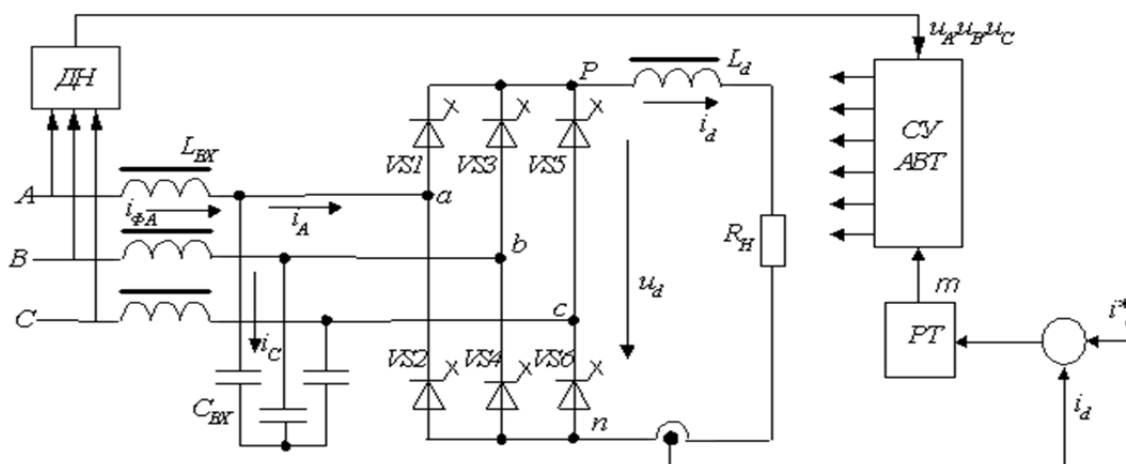 ДН
u_A u_B u_C
L_ВХ
A
i_ФА
i_A
B
C
i_C
C_ВХ
VS1
VS3
VS5
a
b
c
VS2
VS4
VS6
P
n
L_d
i_d
R_H
u_d
СУ
АВТ
m
РТ
i*
i_d